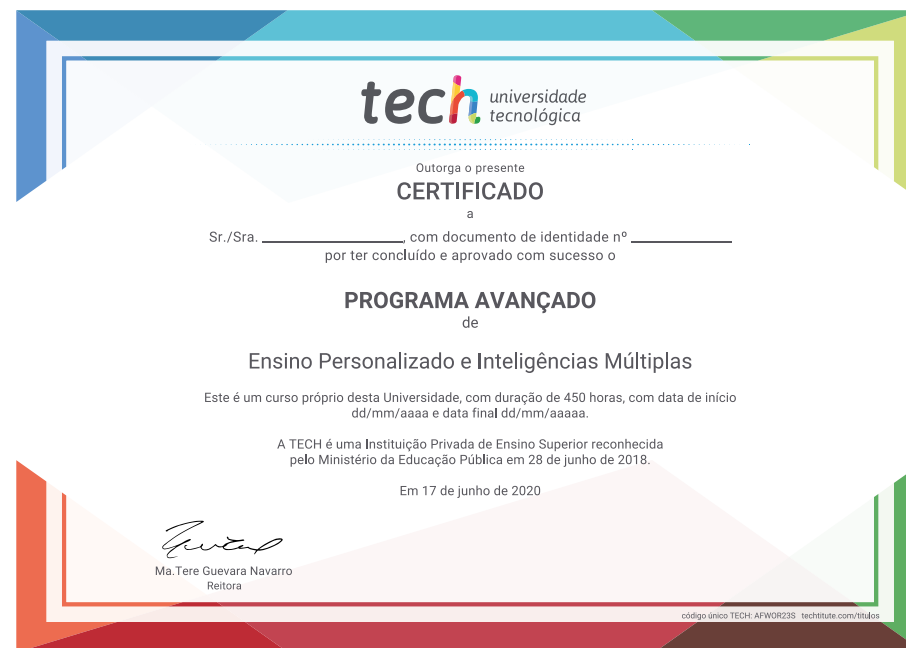 tech universidade
tecnológica
Outorga o presente
CERTIFICADO
a
Sr./Sra. ____________________, com documento de identidade nº ______________
por ter concluído e aprovado com sucesso o
PROGRAMA AVANÇADO
de
Ensino Personalizado e Inteligências Múltiplas
Este é um curso próprio desta Universidade, com duração de 450 horas, com data de início
dd/mm/aaaa e data final dd/mm/aaaaa.
A TECH é uma Instituição Privada de Ensino Superior reconhecida
pelo Ministério da Educação Pública em 28 de junho de 2018.
Em 17 de junho de 2020
Ma.Tere Guevara Navarro
Reitora
código único TECH: AFWOR23S techtitute.com/titulos